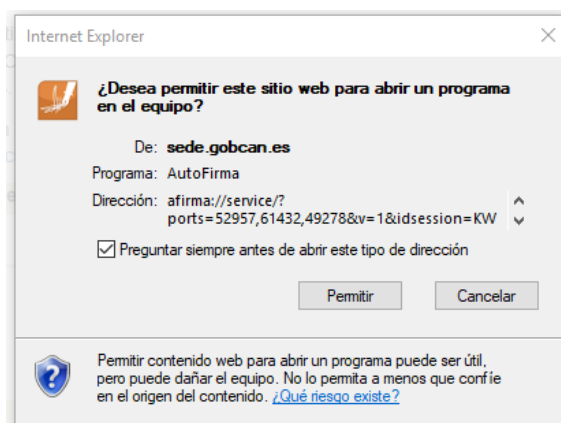 Internet Explorer
¿Desea permitir este sitio web para abrir un programa
en el equipo?
De: sede.gobcan.es
Programa: AutoFirma
Dirección: afirma://service/?
ports=52957,61432,49278&v=1&idsession=KW
Preguntar siempre antes de abrir este tipo de dirección
Permitir Cancelar
Permitir contenido web para abrir un programa puede ser útil,
pero puede dañar el equipo. No lo permita a menos que confíe
en el origen del contenido. ¿Qué riesgo existe?